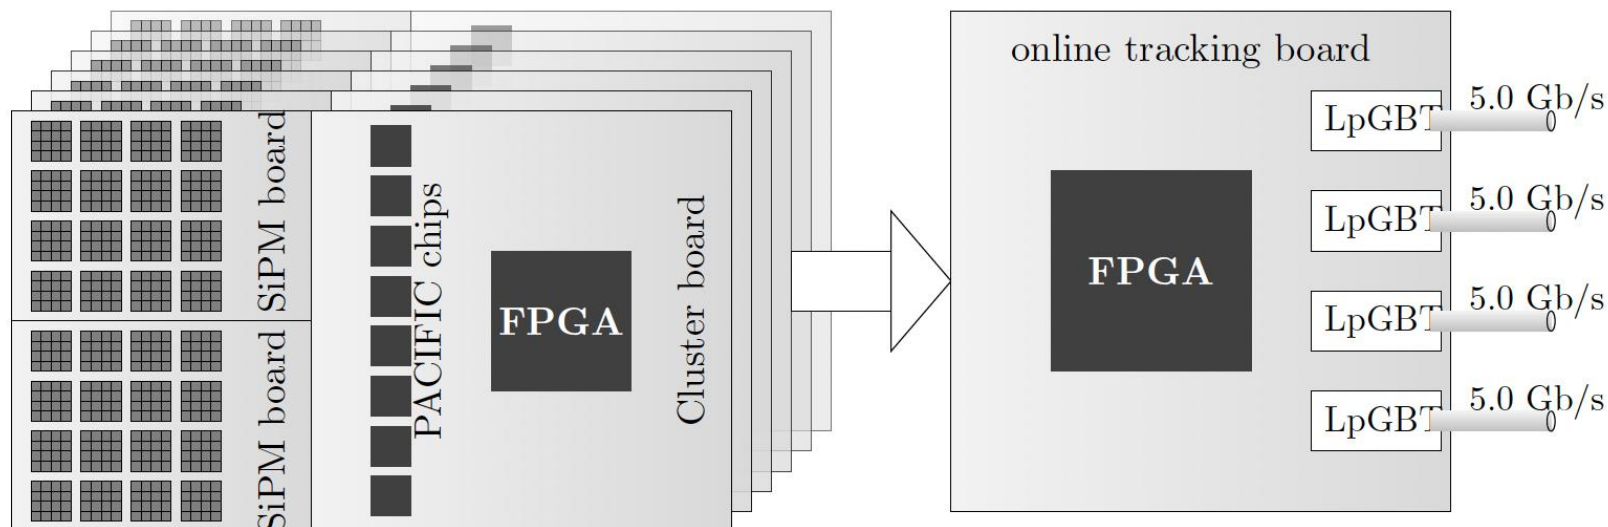 SiPM board
SiPM board
PACIFIC chips
FPGA
Cluster board
online tracking board
FPGA
LpGBT
5.0 Gb/s
LpGBT
5.0 Gb/s
LpGBT
5.0 Gb/s
LpGBT
5.0 Gb/s